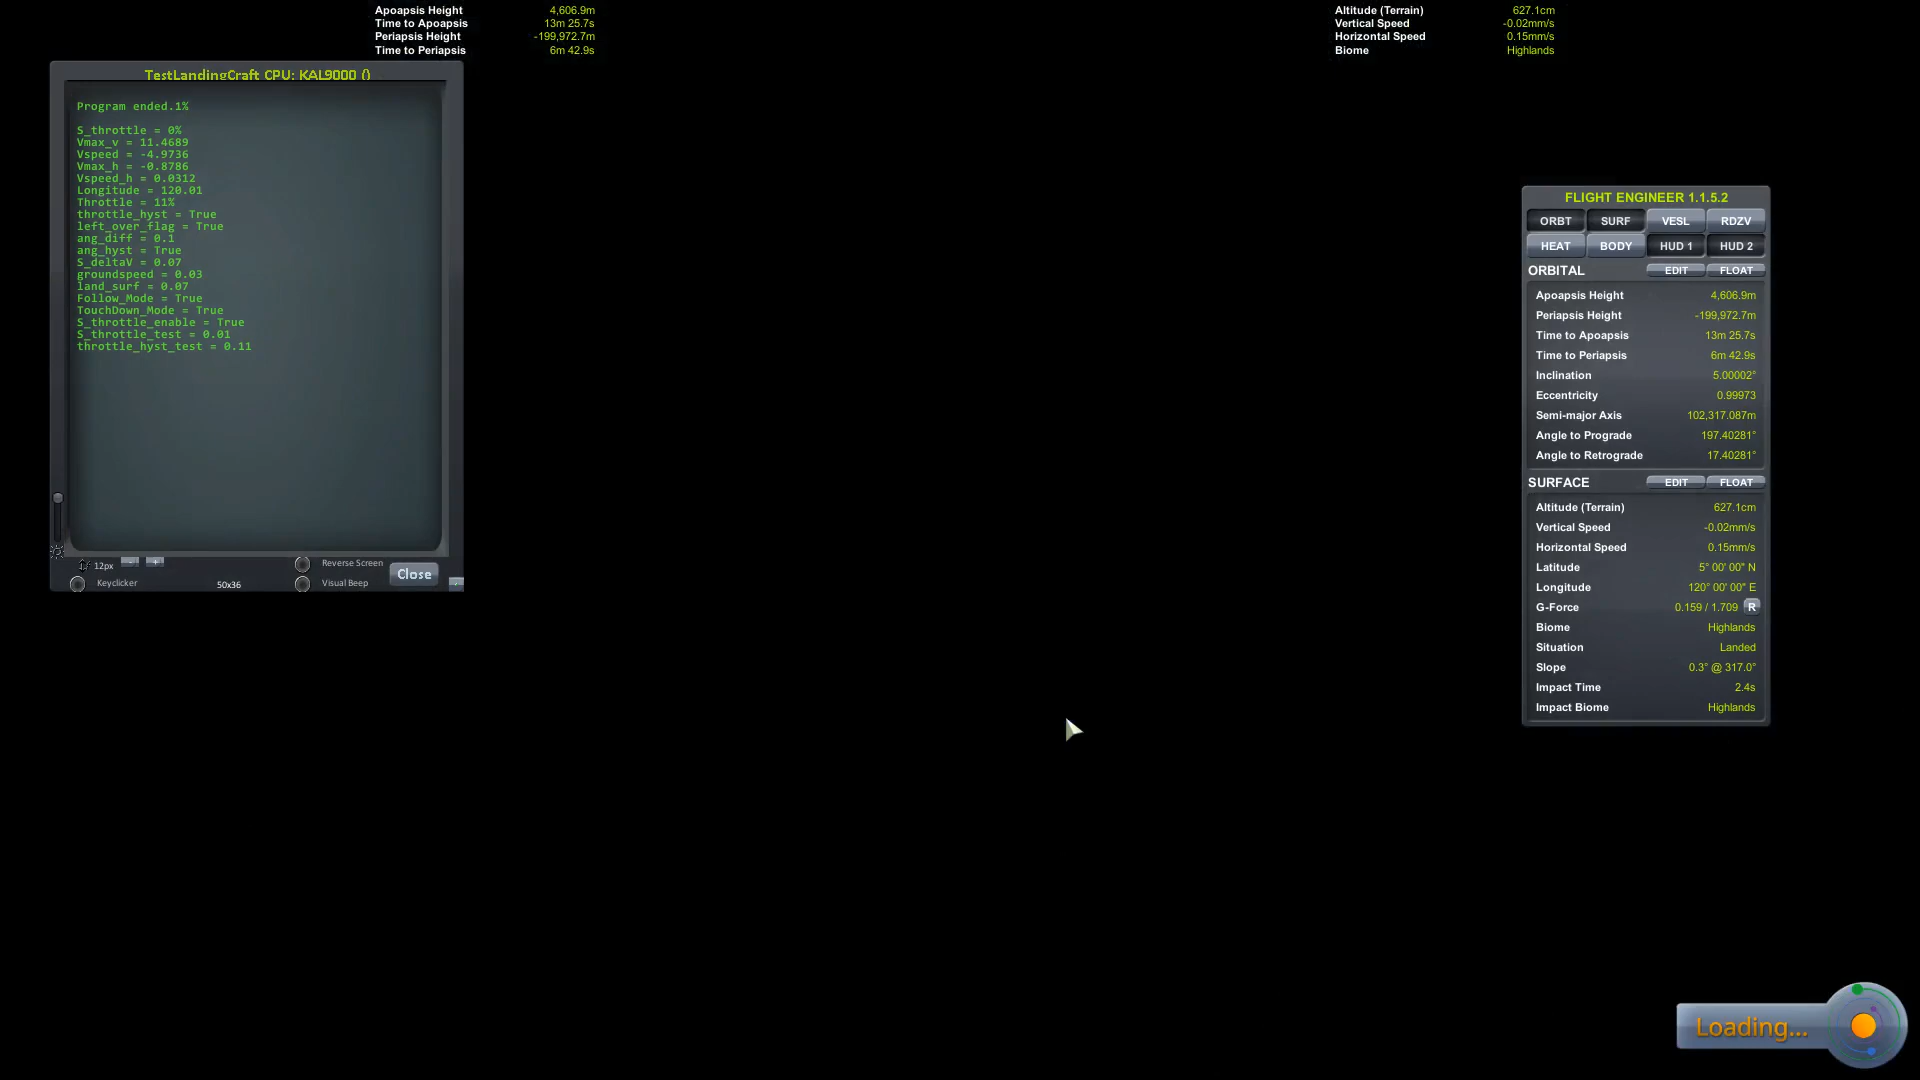 Apoapsis Height 4,606.9m
Time to Apoapsis 13m 25.7s
Periapsis Height -199,972.7m
Time to Periapsis 6m 42.9s
Altitude (Terrain) 627.1cm
Vertical Speed -0.02mm/s
Horizontal Speed 0.15mm/s
Biome Highlands
TestLandingCraft CPU: KAL9000 ()
Program ended.1%
S_throttle = 0%
Vmax_v = 11.4689
Vspeed = -4.9736
Vmax_h = -0.8786
Vspeed_h = 0.0312
Longitude = 120.01
Throttle = 11%
throttle_hyst = True
left_over_flag = True
ang_diff = 0.1
ang_hyst = True
S_deltaV = 0.07
groundspeed = 0.03
land_surf = 0.07
Follow_Mode = True
TouchDown_Mode = True
S_throttle_enable = True
S_throttle_test = 0.01
throttle_hyst_test = 0.11
12px - +
Reverse Screen
Keyclicker
50x36
Visual Beep
Close
FLIGHT ENGINEER 1.1.5.2
ORBT SURF VESL RDZV
HEAT BODY HUD 1 HUD 2
ORBITAL EDIT FLOAT
Apoapsis Height 4,606.9m
Periapsis Height -199,972.7m
Time to Apoapsis 13m 25.7s
Time to Periapsis 6m 42.9s
Inclination 5.00002°
Eccentricity 0.99973
Semi-major Axis 102,317.087m
Angle to Prograde 197.40281°
Angle to Retrograde 17.40281°
SURFACE EDIT FLOAT
Altitude (Terrain) 627.1cm
Vertical Speed -0.02mm/s
Horizontal Speed 0.15mm/s
Latitude 5° 00' 00" N
Longitude 120° 00' 00" E
G-Force 0.159 / 1.709 R
Biome Highlands
Situation Landed
Slope 0.3° @ 317.0°
Impact Time 2.4s
Impact Biome Highlands
Loading...